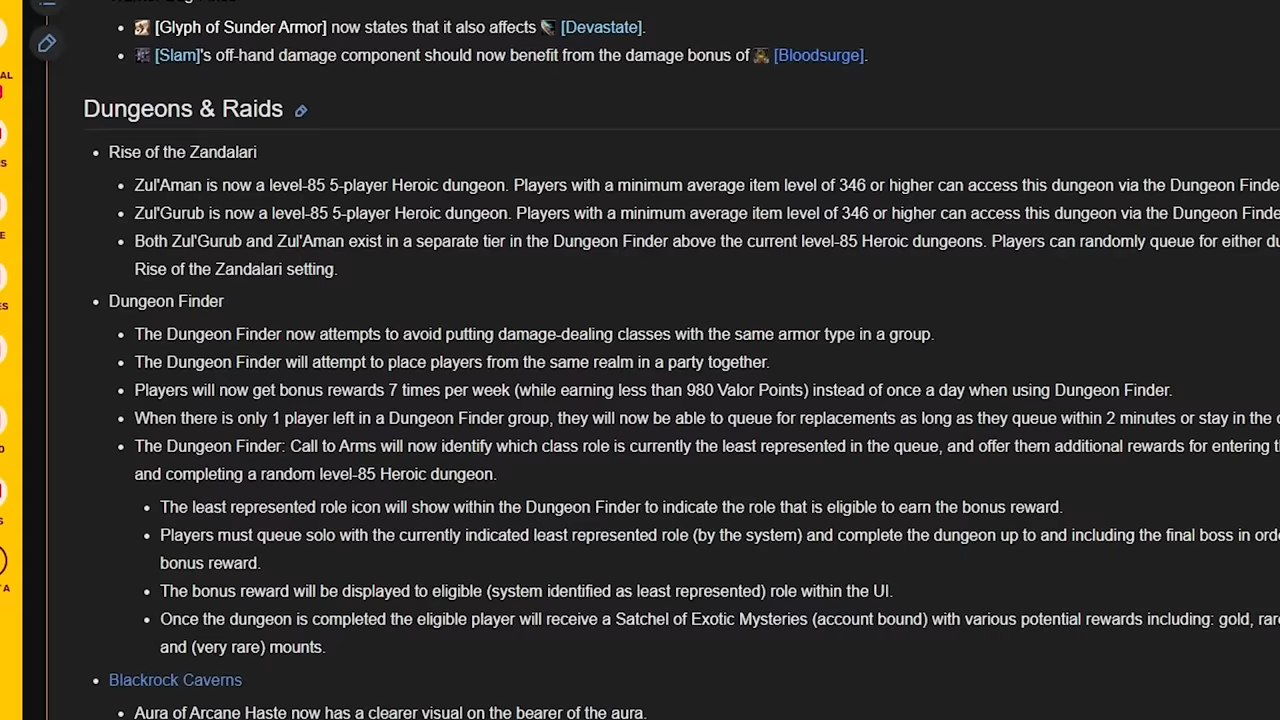 [Glyph of Sunder Armor] now states that it also affects [Devastate].
[Slam]'s off-hand damage component should now benefit from the damage bonus of [Bloodsurge].
Dungeons & Raids
Rise of the Zandalari
Zul'Aman is now a level-85 5-player Heroic dungeon. Players with a minimum average item level of 346 or higher can access this dungeon via the Dungeon Finde
Zul'Gurub is now a level-85 5-player Heroic dungeon. Players with a minimum average item level of 346 or higher can access this dungeon via the Dungeon Finde
Both Zul'Gurub and Zul'Aman exist in a separate tier in the Dungeon Finder above the current level-85 Heroic dungeons. Players can randomly queue for either du
Rise of the Zandalari setting.
Dungeon Finder
The Dungeon Finder now attempts to avoid putting damage-dealing classes with the same armor type in a group.
The Dungeon Finder will attempt to place players from the same realm in a party together.
Players will now get bonus rewards 7 times per week (while earning less than 980 Valor Points) instead of once a day when using Dungeon Finder.
When there is only 1 player left in a Dungeon Finder group, they will now be able to queue for replacements as long as they queue within 2 minutes or stay in the
The Dungeon Finder: Call to Arms will now identify which class role is currently the least represented in the queue, and offer them additional rewards for entering
and completing a random level-85 Heroic dungeon.
The least represented role icon will show within the Dungeon Finder to indicate the role that is eligible to earn the bonus reward.
Players must queue solo with the currently indicated least represented role (by the system) and complete the dungeon up to and including the final boss in
bonus reward.
The bonus reward will be displayed to eligible (system identified as least represented) role within the UI.
Once the dungeon is completed the eligible player will receive a Satchel of Exotic Mysteries (account bound) with various potential rewards including: gold,
and (very rare) mounts.
Blackrock Caverns
Aura of Arcane Haste now has a clearer visual on the bearer of the aura.